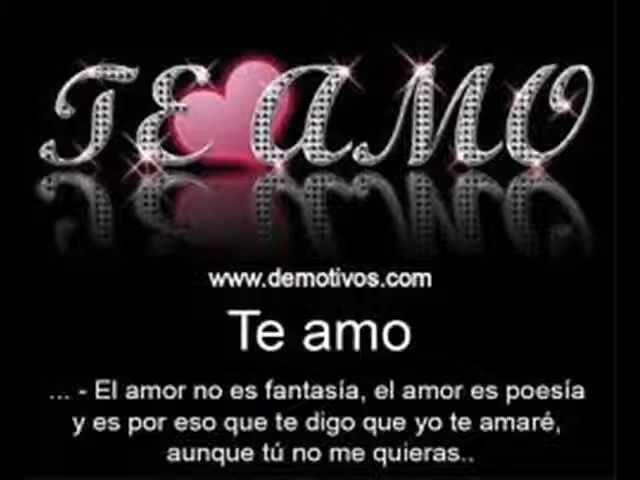 TE AMO
www.demotivos.com
Te amo
... - El amor no es fantasía, el amor es poesía
y es por eso que te digo que yo te amaré,
aunque tú no me quieras..